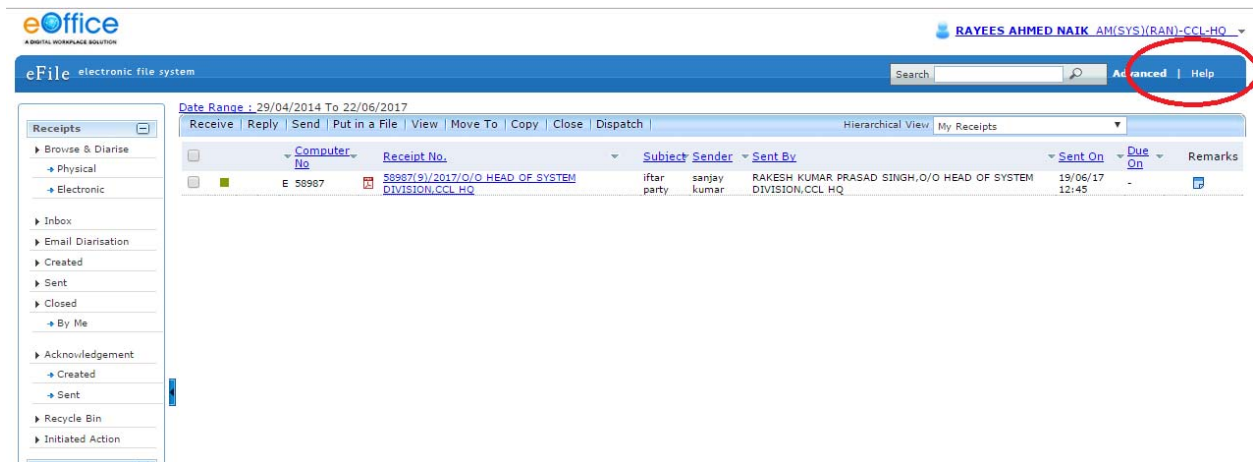 eOffice
A DIGITAL WORKPLACE SOLUTION
RAYEES AHMED NAIK AM(SYS)(RAN)-CCL-HQ
eFile electronic file system
Search
Advanced | Help
Date Range : 29/04/2014 To 22/06/2017
Receive | Reply | Send | Put in a File | View | Move To | Copy | Close | Dispatch |
Hierarchical View My Receipts
Receipts
Browse & Diarise
Physical
Electronic
Inbox
Email Diarisation
Created
Sent
Closed
By Me
Acknowledgement
Created
Sent
Recycle Bin
Initiated Action
Computer No Receipt No. Subject Sender Sent By Sent On Due On Remarks
E 58987 58987(9)/2017/O/O HEAD OF SYSTEM iftar sanjay RAKESH KUMAR PRASAD SINGH,O/O HEAD OF SYSTEM 19/06/17 -
DIVISION,CCL HQ party kumar DIVISION,CCL HQ 12:45